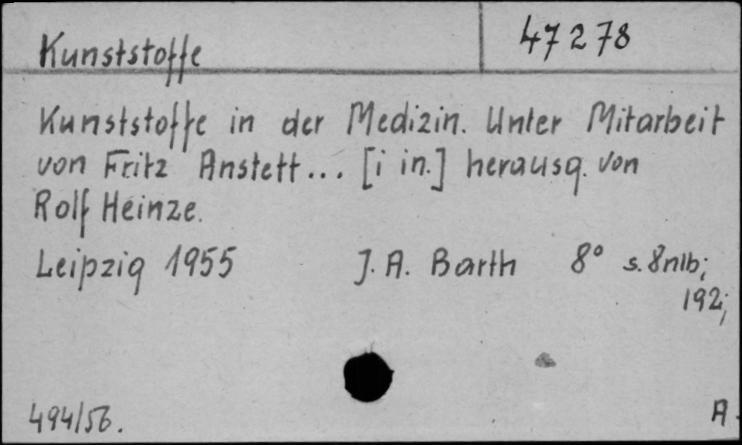 Kunststoffe 47278
Kunststoffe in der Medizin. Unter Mitarbeit
von Fritz Anstett... [i in.] herausg. von
Rolf Heinze.
Leipzig 1955 J. A. Barth 8° s. 8nlb;
192;
494/56. A.